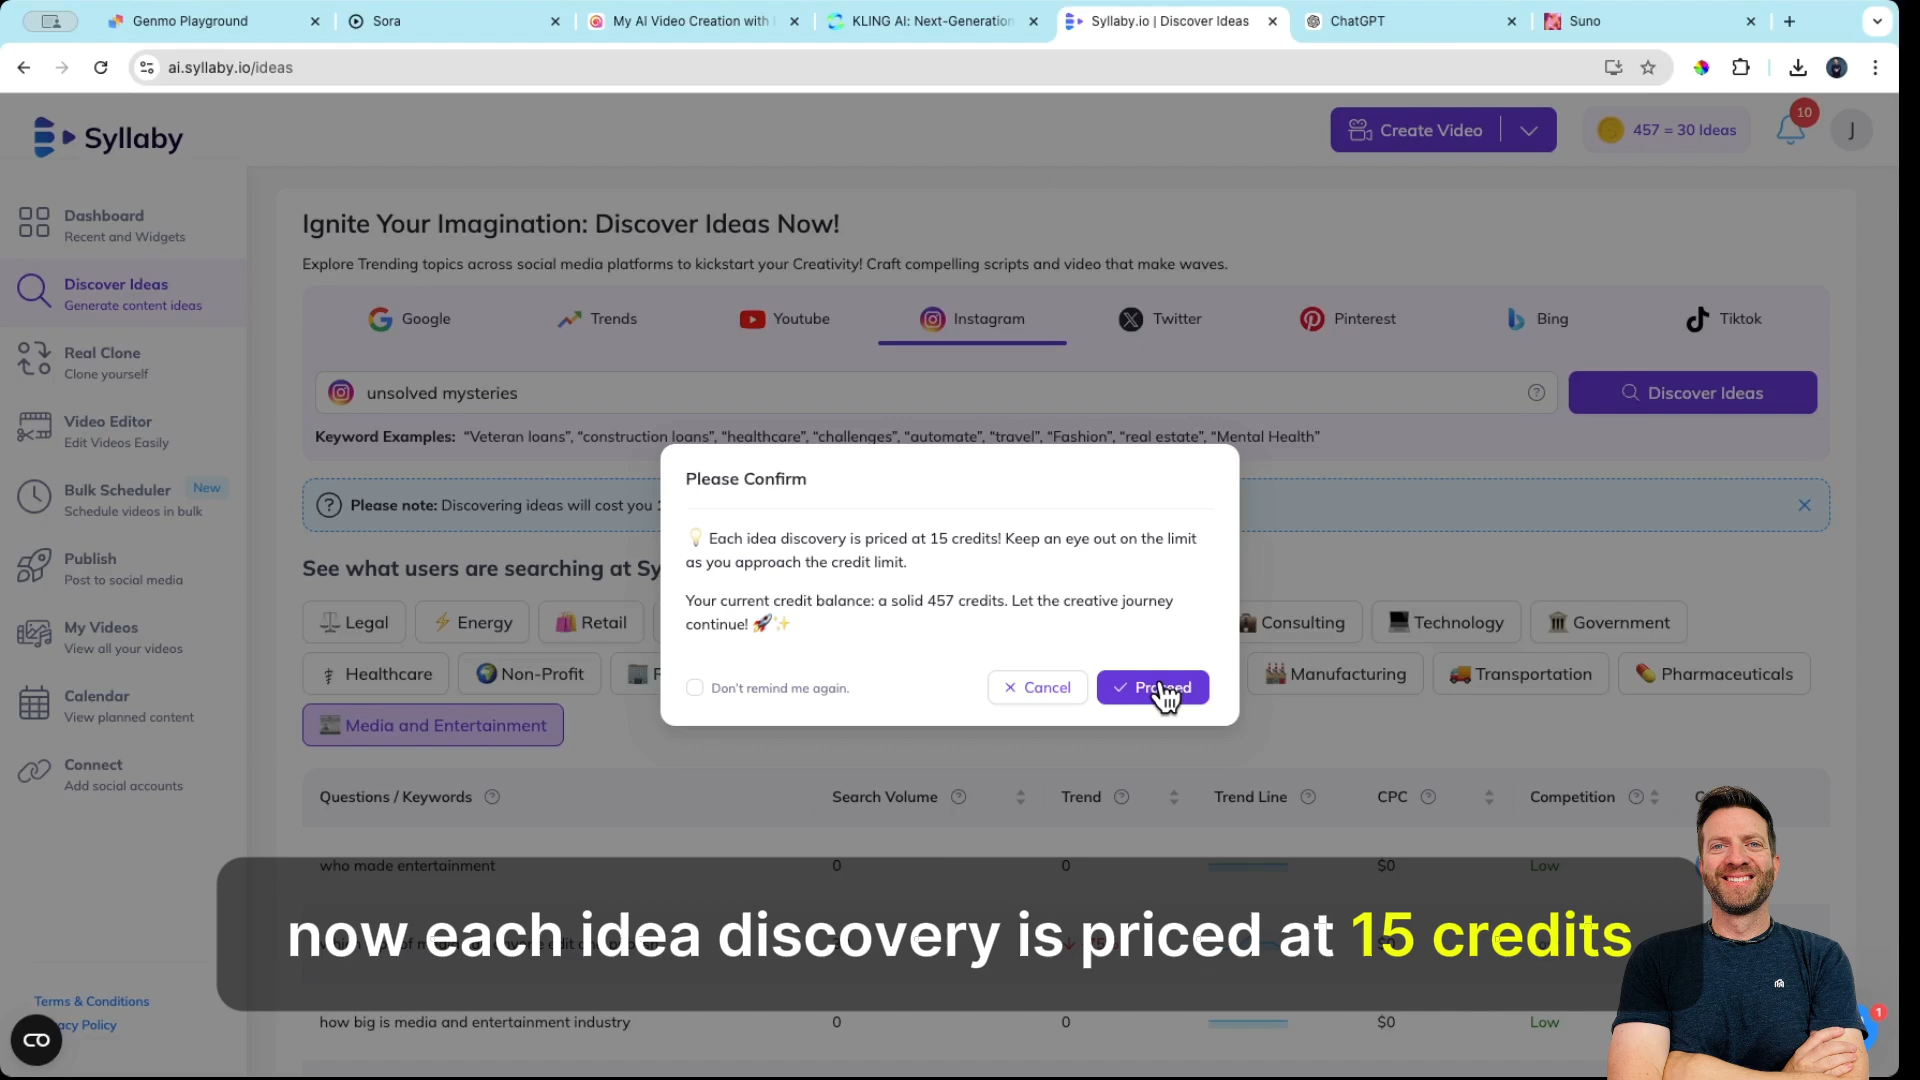 Genmo Playground
Sora
My AI Video Creation with
KLING AI: Next-Generation
Syllaby.io | Discover Ideas
ChatGPT
Suno
ai.syllaby.io/ideas
Syllaby
Create Video
457 = 30 Ideas
10
J
Dashboard
Recent and Widgets
Discover Ideas
Generate content ideas
Real Clone
Clone yourself
Video Editor
Edit Videos Easily
Bulk Scheduler New
Schedule videos in bulk
Publish
Post to social media
My Videos
View all your videos
Calendar
View planned content
Connect
Add social accounts
Terms & Conditions
acy Policy
Ignite Your Imagination: Discover Ideas Now!
Explore Trending topics across social media platforms to kickstart your Creativity! Craft compelling scripts and video that make waves.
Google Trends Youtube Instagram Twitter Pinterest Bing Tiktok
unsolved mysteries
Discover Ideas
Keyword Examples: “Veteran loans”, “construction loans”, “healthcare”, “challenges”, “automate”, “travel”, “Fashion”, “real estate”, “Mental Health”
Please note: Discovering ideas will cost you
See what users are searching at Sy
Legal Energy Retail Consulting Technology Government
Healthcare Non-Profit Manufacturing Transportation Pharmaceuticals
Media and Entertainment
Please Confirm
Each idea discovery is priced at 15 credits! Keep an eye out on the limit
as you approach the credit limit.
Your current credit balance: a solid 457 credits. Let the creative journey
continue!
Don't remind me again.
Cancel
Proceed
Questions / Keywords Search Volume Trend Trend Line CPC Competition
who made entertainment 0 0 $0 Low
now each idea discovery is priced at 15 credits
how big is media and entertainment industry 0 0 $0 Low
1